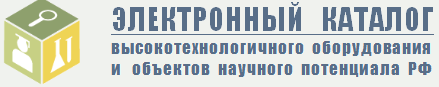 ЭЛЕКТРОННЫЙ КАТАЛОГ
высокотехнологичного оборудования
и объектов научного потенциала РФ